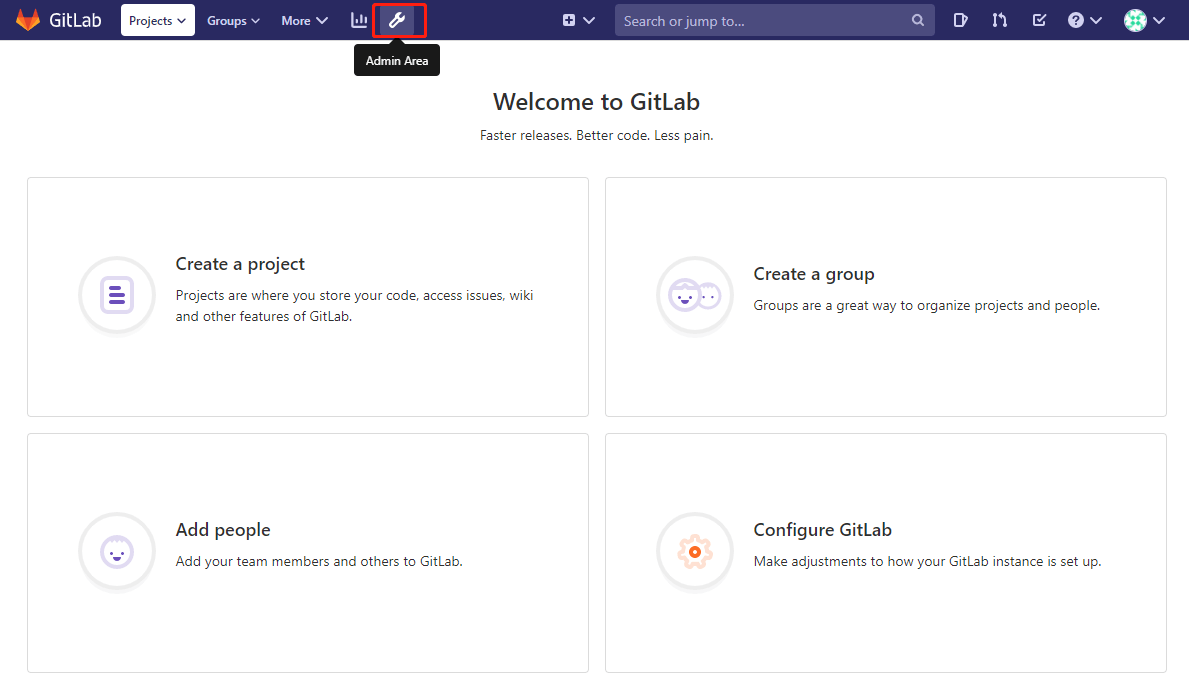 GitLab Projects Groups More Search or jump to...
Admin Area
Welcome to GitLab
Faster releases. Better code. Less pain.
Create a project
Projects are where you store your code, access issues, wiki
and other features of GitLab.
Create a group
Groups are a great way to organize projects and people.
Add people
Add your team members and others to GitLab.
Configure GitLab
Make adjustments to how your GitLab instance is set up.